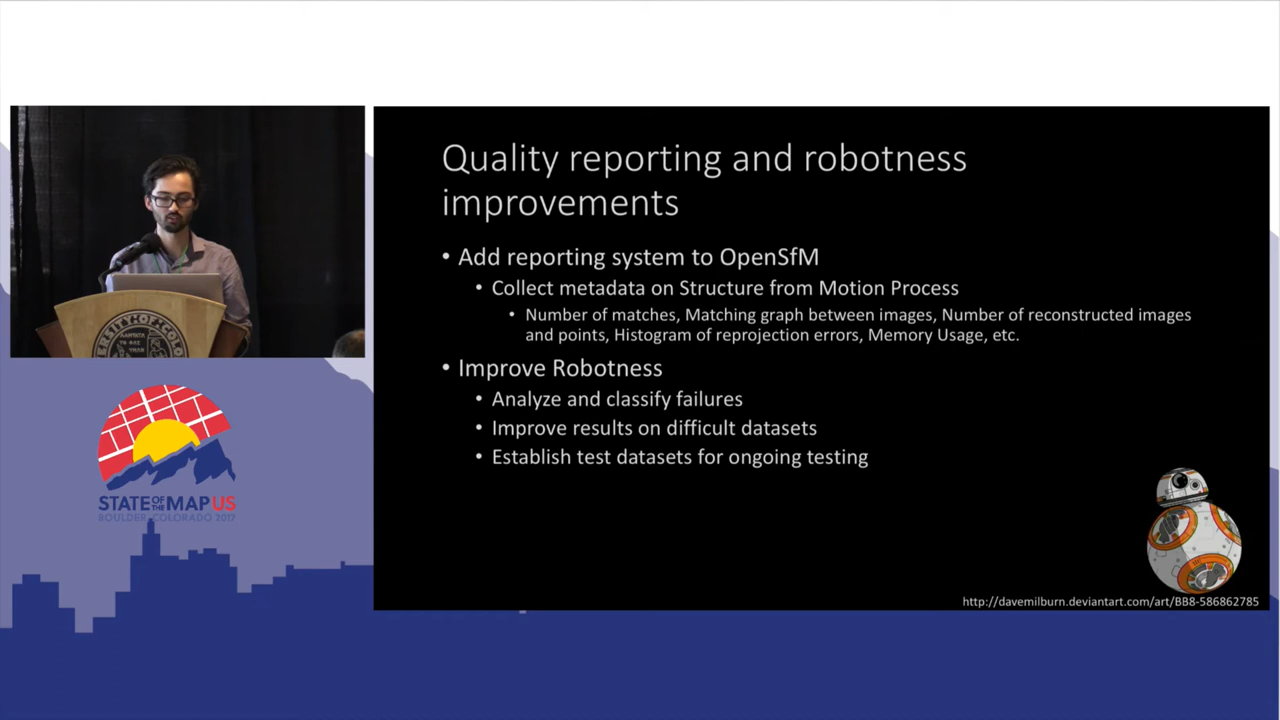 Quality reporting and robotness
improvements
• Add reporting system to OpenSfM
• Collect metadata on Structure from Motion Process
• Number of matches, Matching graph between images, Number of reconstructed images
and points, Histogram of reprojection errors, Memory Usage, etc.
• Improve Robotness
• Analyze and classify failures
• Improve results on difficult datasets
• Establish test datasets for ongoing testing
http://davemilburn.deviantart.com/art/BB8-586862785
STATE OF THE MAP US
BOULDER, COLORADO 2017